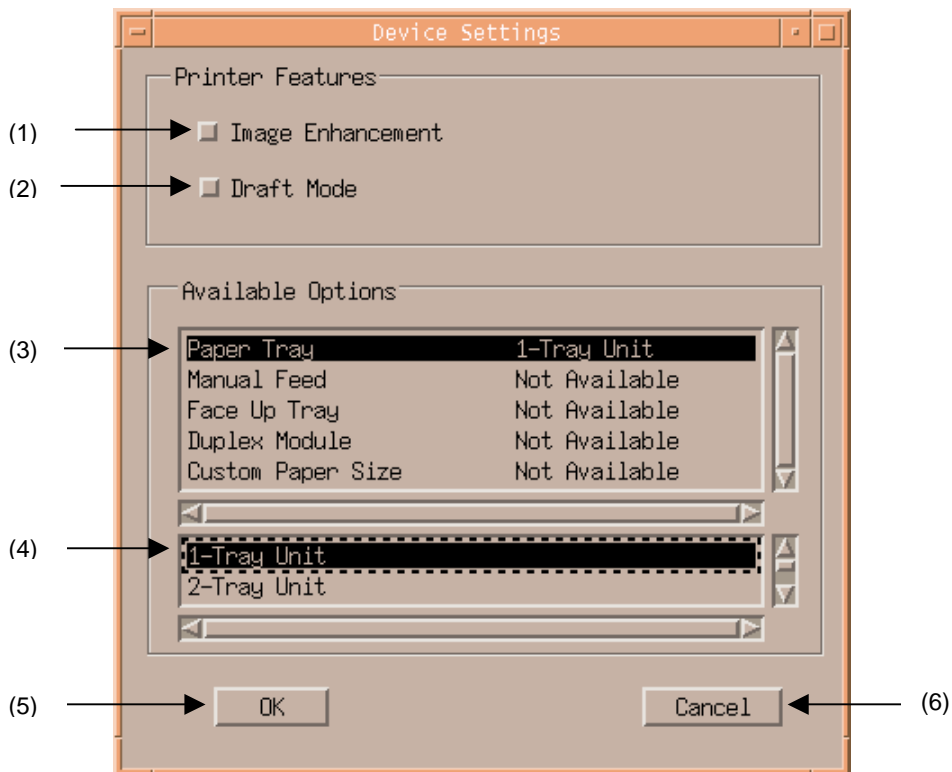 Device Settings
Printer Features
(1) Image Enhancement
(2) Draft Mode
Available Options
(3) Paper Tray 1-Tray Unit
Manual Feed Not Available
Face Up Tray Not Available
Duplex Module Not Available
Custom Paper Size Not Available
(4) 1-Tray Unit
2-Tray Unit
(5) OK Cancel (6)